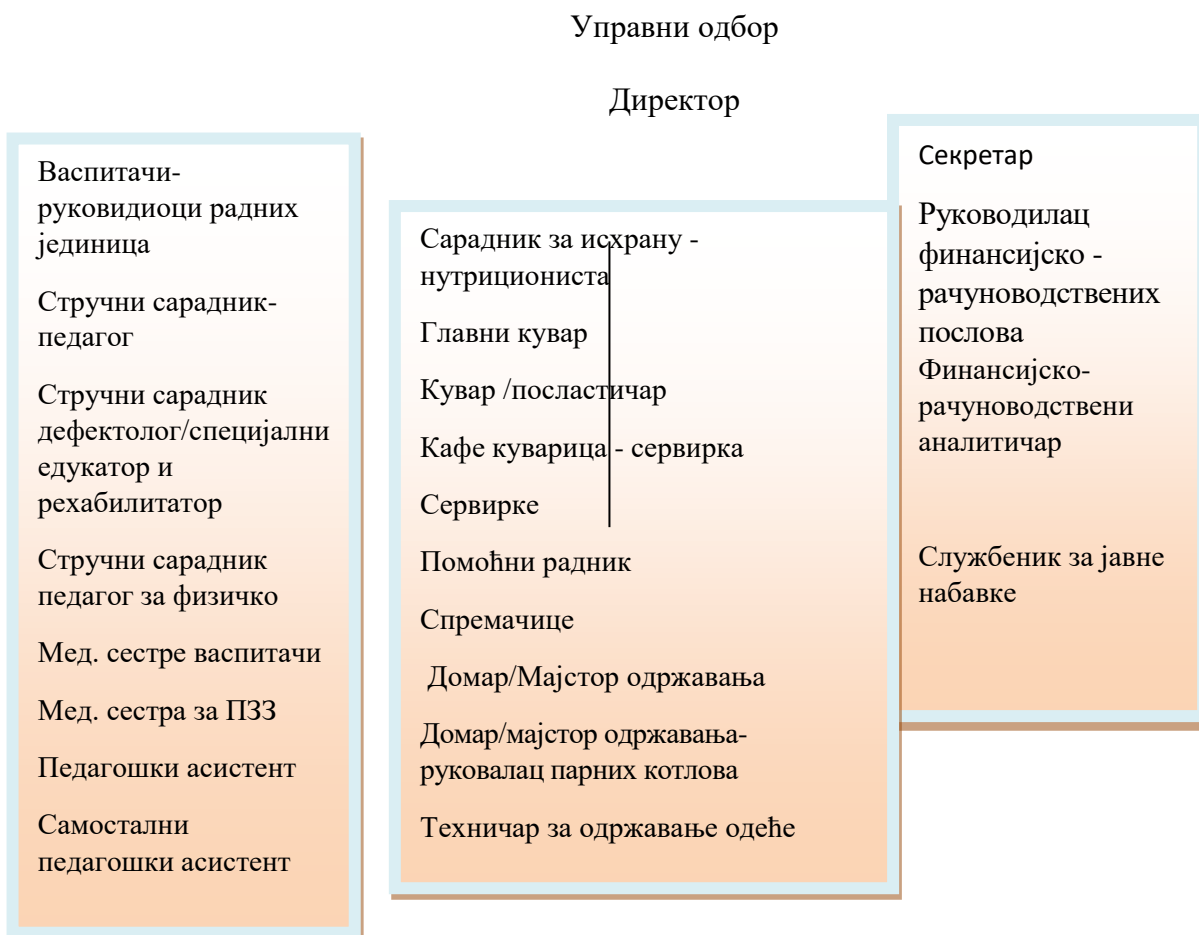 Управни одбор
Директор
Васпитачи-
руковидиоци радних
јединица
Стручни сарадник-
педагог
Стручни сарадник
дефектолог/специјални
едукатор и
рехабилитатор
Стручни сарадник
педагог за физичко
Мед. сестре васпитачи
Мед. сестра за ПЗЗ
Педагошки асистент
Самостални
педагошки асистент
Сарадник за исхрану -
нутрициониста
Главни кувар
Кувар /посластичар
Кафе куварица - сервирка
Сервирке
Помоћни радник
Спремачице
Домар/Мајстор одржавања
Домар/мајстор одржавања-
руковалац парних котлова
Техничар за одржавање одеће
Секретар
Руководилац
финансијско -
рачуноводствених
послова
Финансијско-
рачуноводствени
аналитичар
Службеник за јавне
набавке